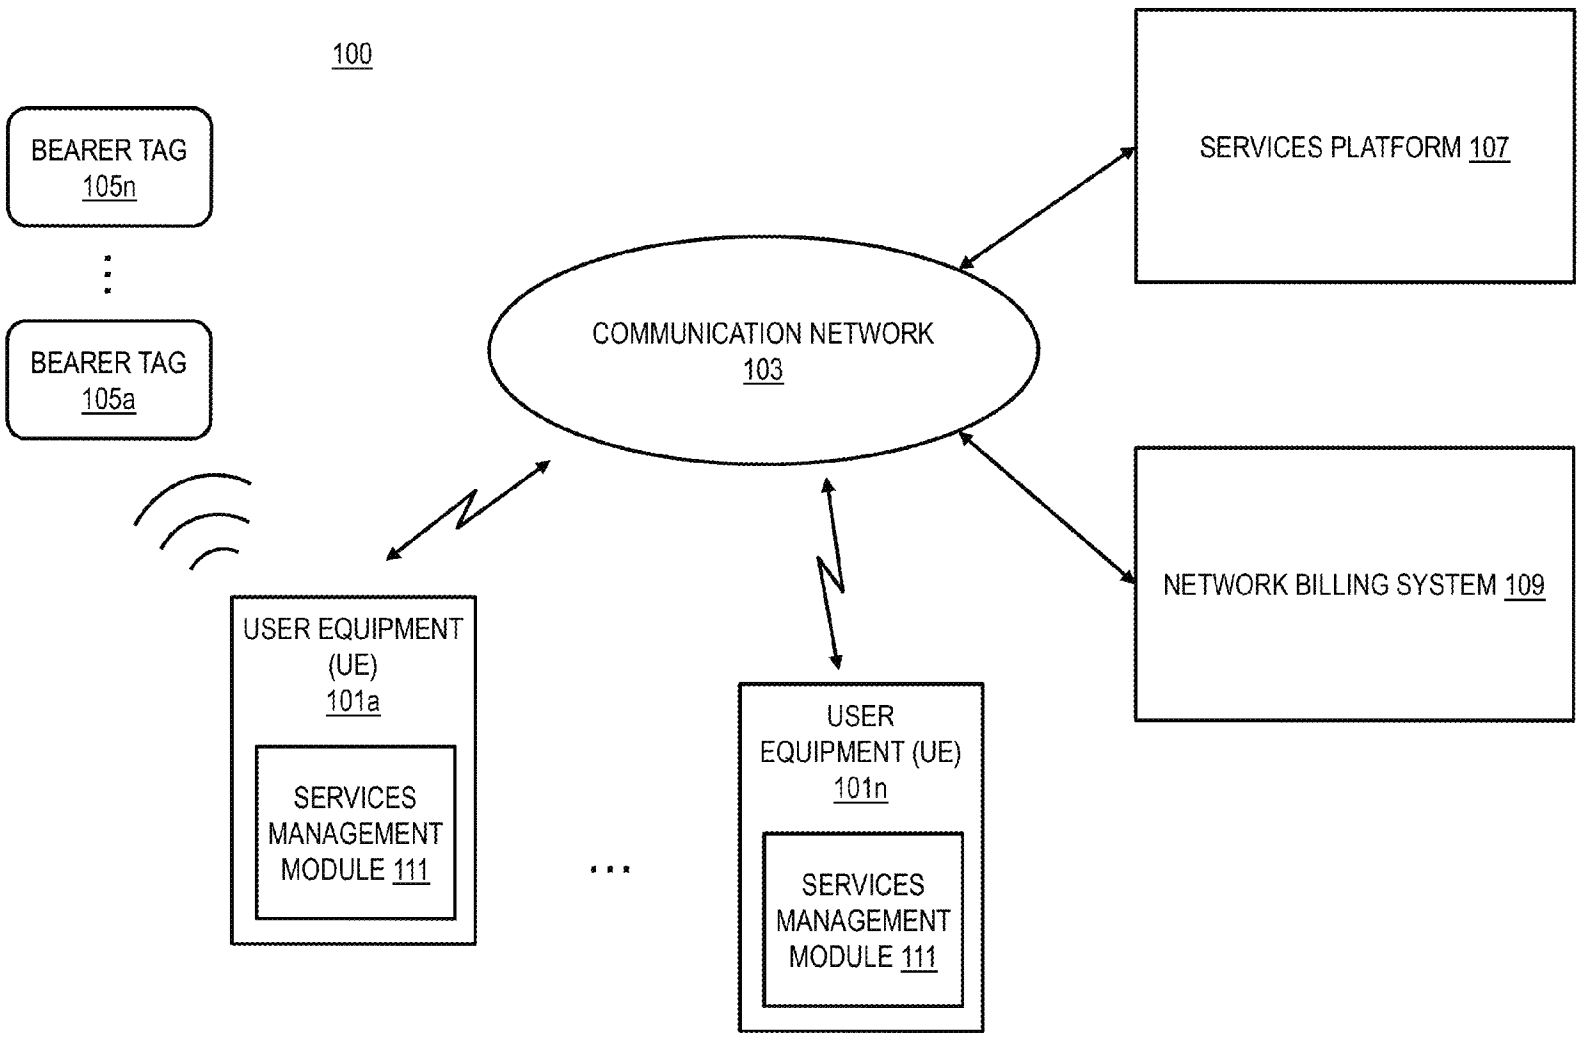 100
BEARER TAG
105n
BEARER TAG
105a
SERVICES PLATFORM 107
COMMUNICATION NETWORK
103
NETWORK BILLING SYSTEM 109
USER EQUIPMENT
(UE)
101a
SERVICES
MANAGEMENT
MODULE 111
...
USER
EQUIPMENT (UE)
101n
SERVICES
MANAGEMENT
MODULE 111